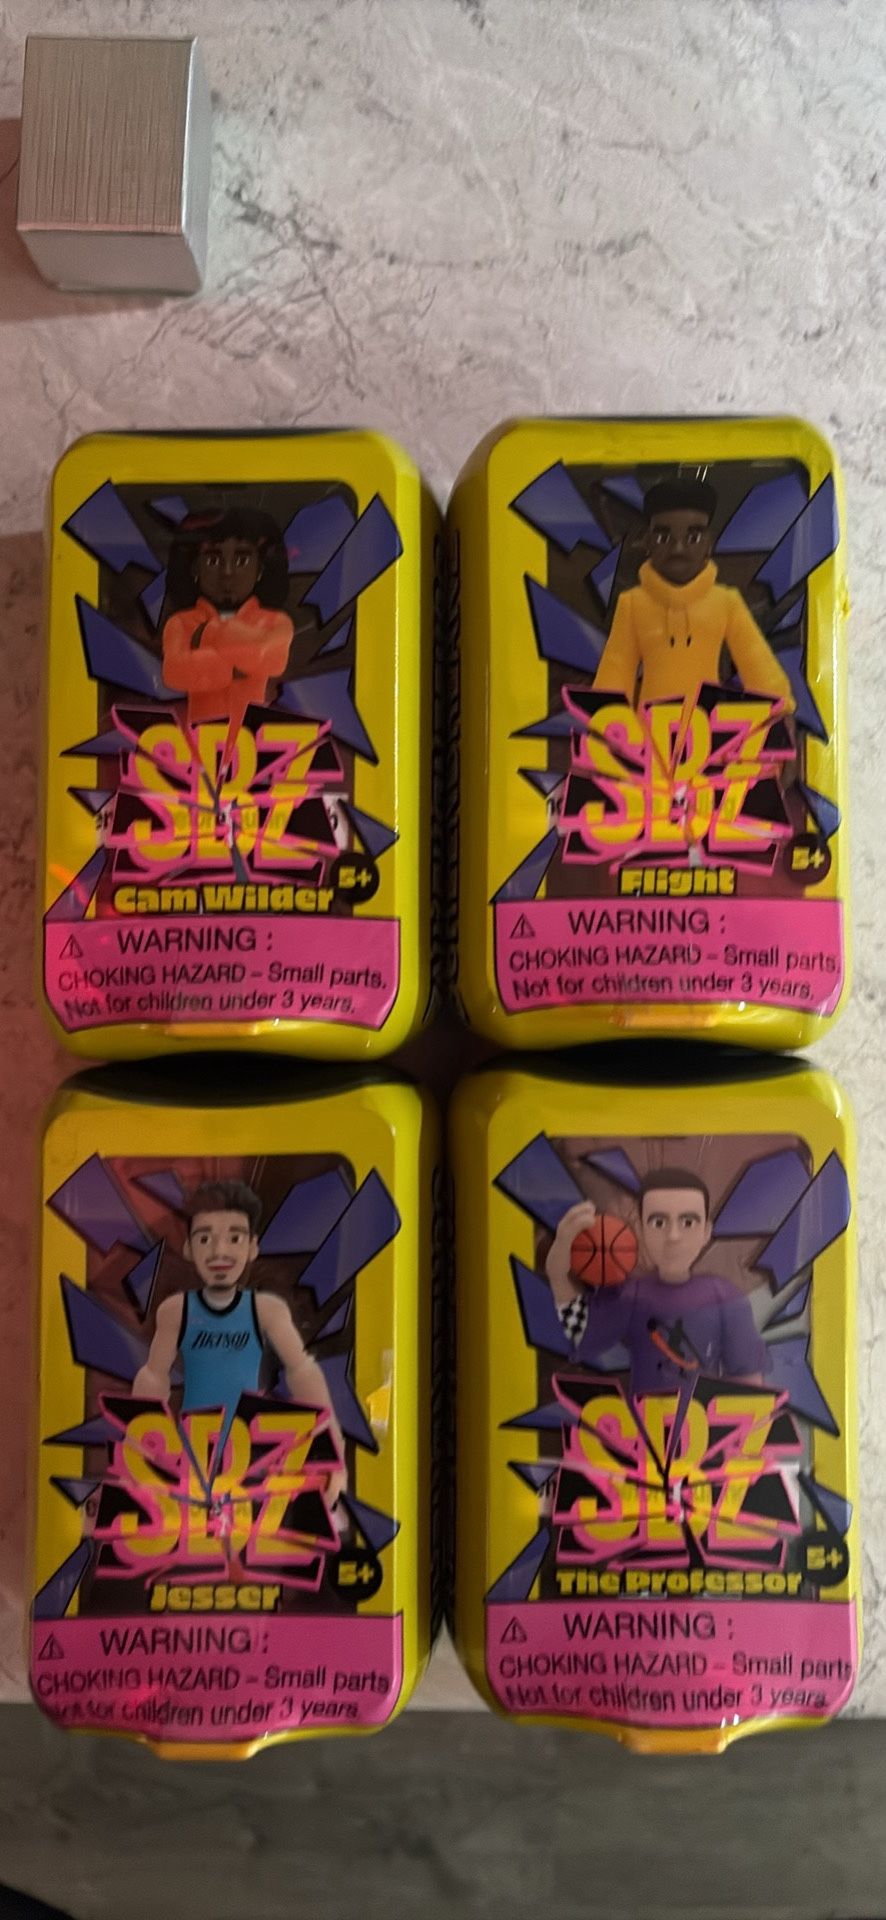 SBZ
5+
Cam Wilder
WARNING :
CHOKING HAZARD – Small parts.
Not for children under 3 years.
SBZ
5+
Flight
WARNING :
CHOKING HAZARD – Small parts.
Not for children under 3 years.
SBZ
5+
Jesser
WARNING :
CHOKING HAZARD – Small parts
Not for children under 3 years.
SBZ
5+
The Professor
WARNING :
CHOKING HAZARD – Small parts
Not for children under 3 years.